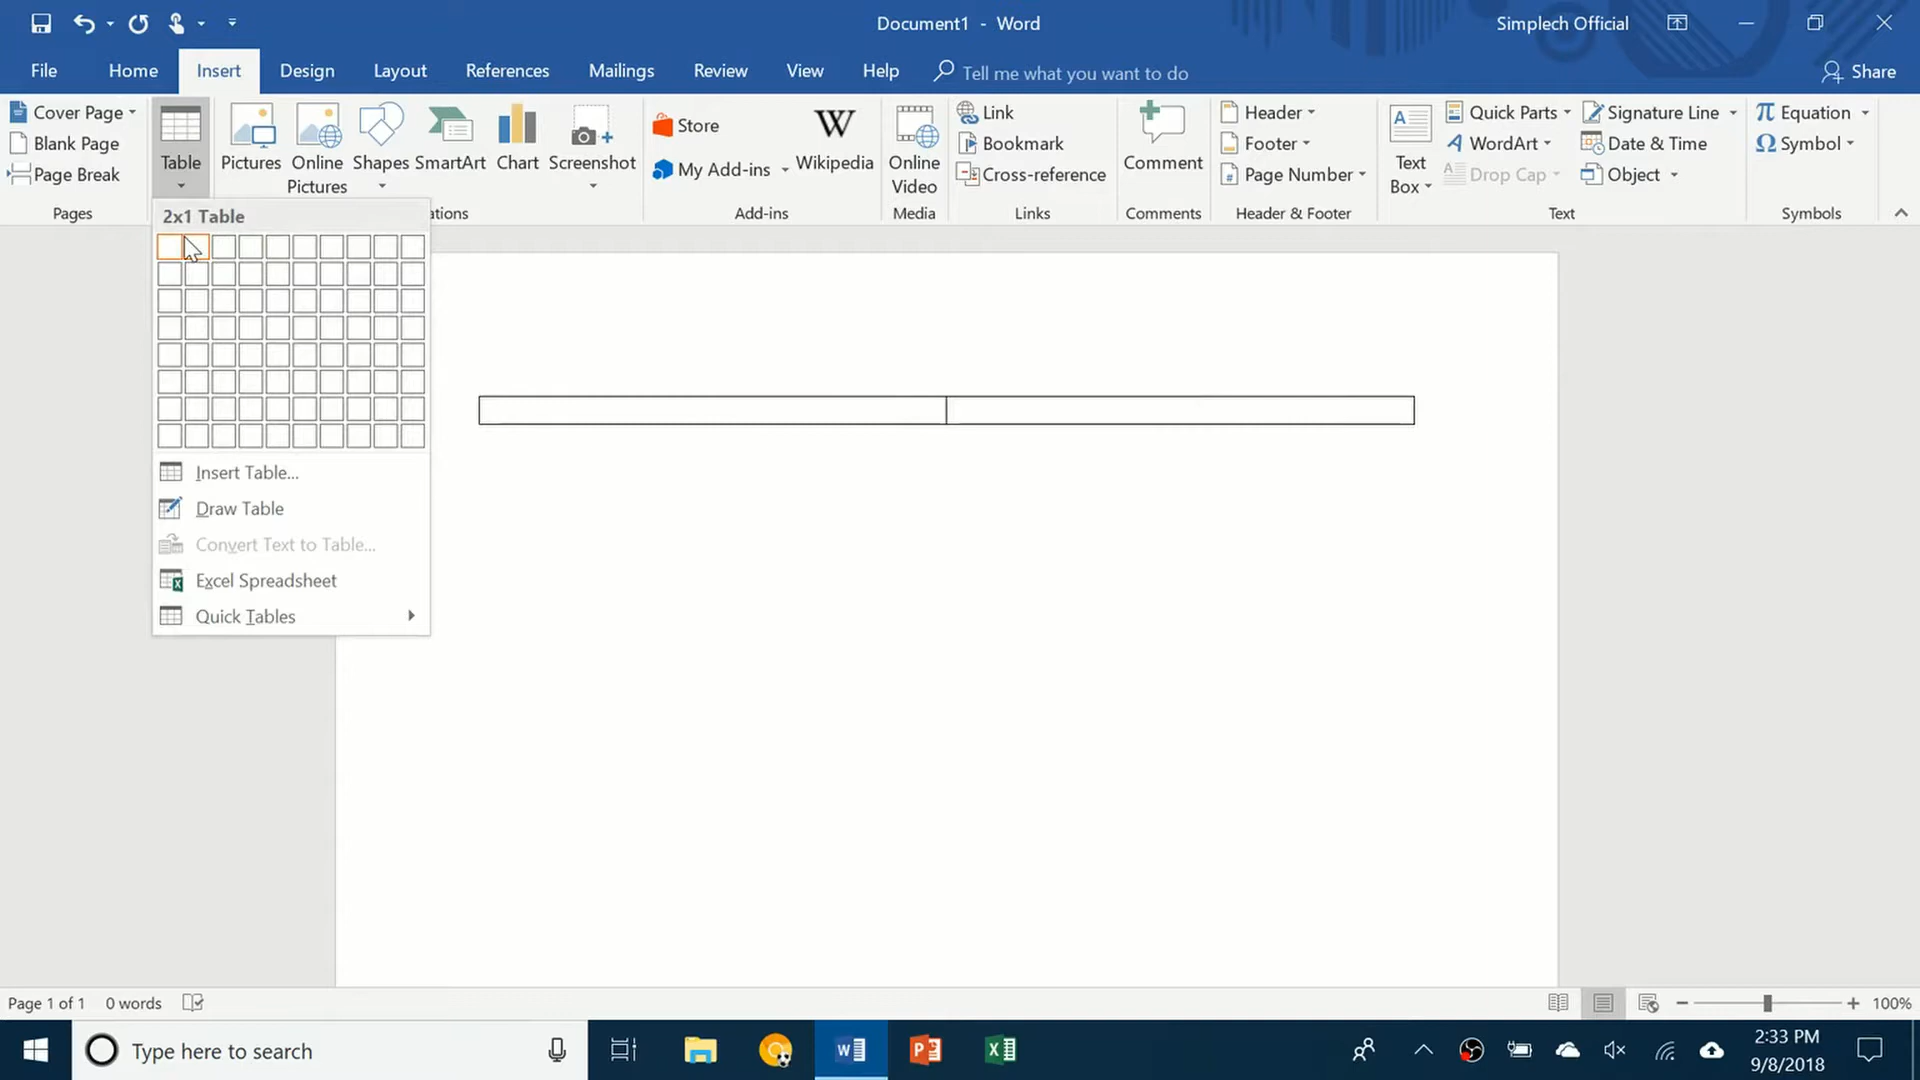 Document1 - Word
Simplech Official
File
Home
Insert
Design
Layout
References
Mailings
Review
View
Help
Tell me what you want to do
Share
Cover Page
Blank Page
Page Break
Pages
Table
Pictures
Online
Pictures
Shapes
SmartArt
Chart
Screenshot
ations
Store
My Add-ins
W
Wikipedia
Add-ins
Online
Video
Media
Link
Bookmark
Cross-reference
Links
Comment
Comments
Header
Footer
Page Number
Header & Footer
A
Text
Box
Quick Parts
WordArt
Drop Cap
Signature Line
Date & Time
Object
Text
π Equation
Ω Symbol
Symbols
2x1 Table
Insert Table...
Draw Table
Convert Text to Table...
Excel Spreadsheet
Quick Tables
Page 1 of 1
0 words
100%
Type here to search
2:33 PM
9/8/2018